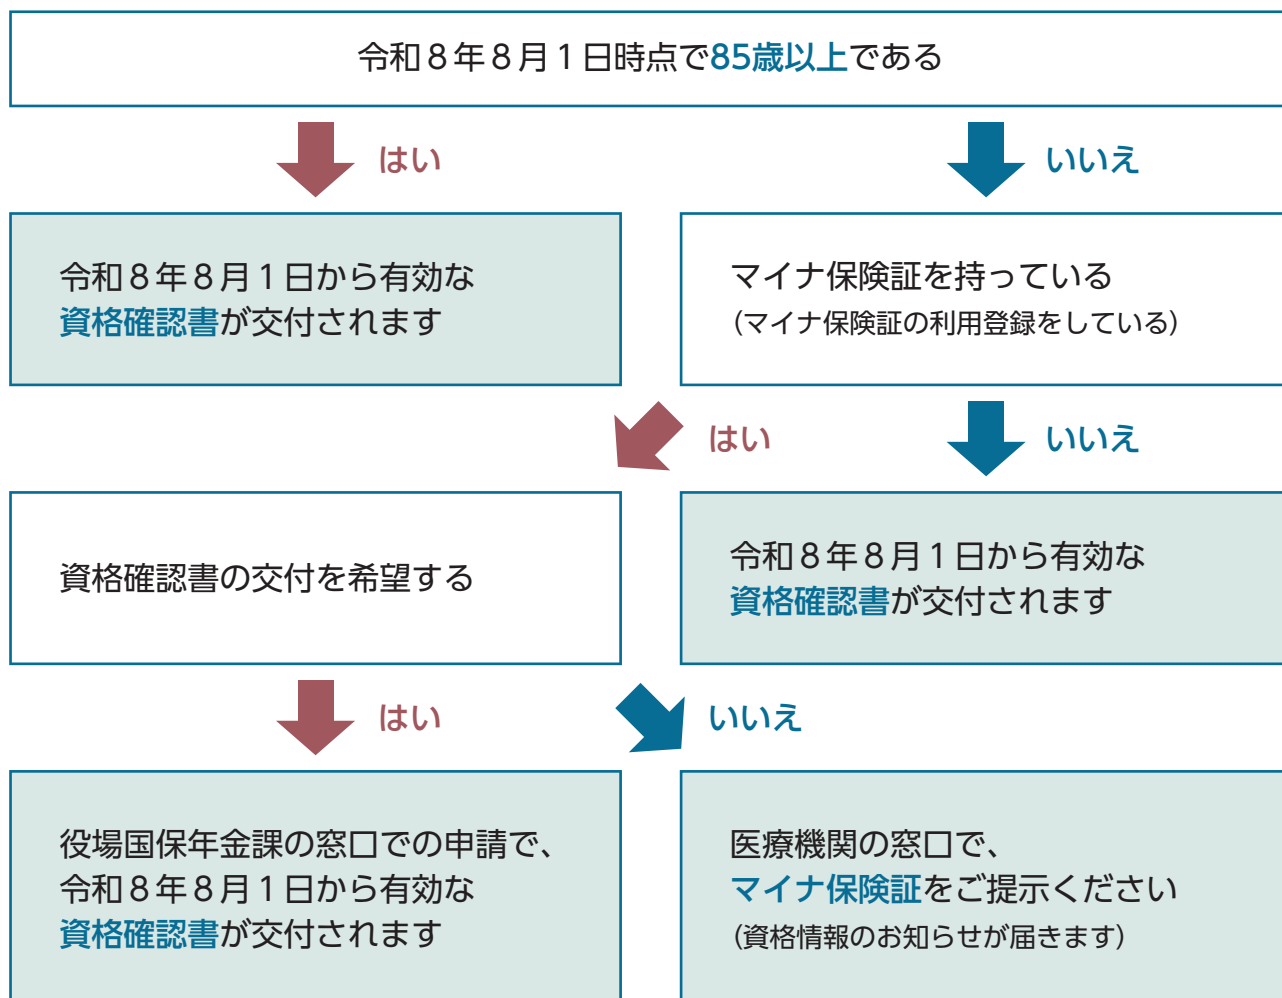 令和８年８月１日時点で85歳以上である
はい
いいえ
令和８年８月１日から有効な
資格確認書が交付されます
マイナ保険証を持っている
（マイナ保険証の利用登録をしている）
はい
いいえ
資格確認書の交付を希望する
令和８年８月１日から有効な
資格確認書が交付されます
はい
いいえ
役場国保年金課の窓口での申請で、
令和８年８月１日から有効な
資格確認書が交付されます
医療機関の窓口で、
マイナ保険証をご提示ください
（資格情報のお知らせが届きます）